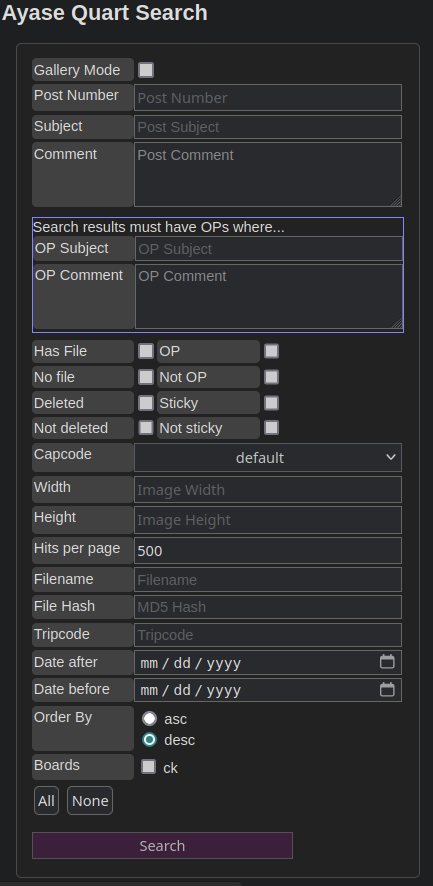 Ayase Quart Search
Gallery Mode
Post Number Post Number
Subject Post Subject
Comment Post Comment
Search results must have OPs where...
OP Subject OP Subject
OP Comment OP Comment
Has File OP
No file Not OP
Deleted Sticky
Not deleted Not sticky
Capcode default
Width Image Width
Height Image Height
Hits per page 500
Filename Filename
File Hash MD5 Hash
Tripcode Tripcode
Date after mm / dd / yyyy
Date before mm / dd / yyyy
Order By asc
desc
Boards ck
All None
Search